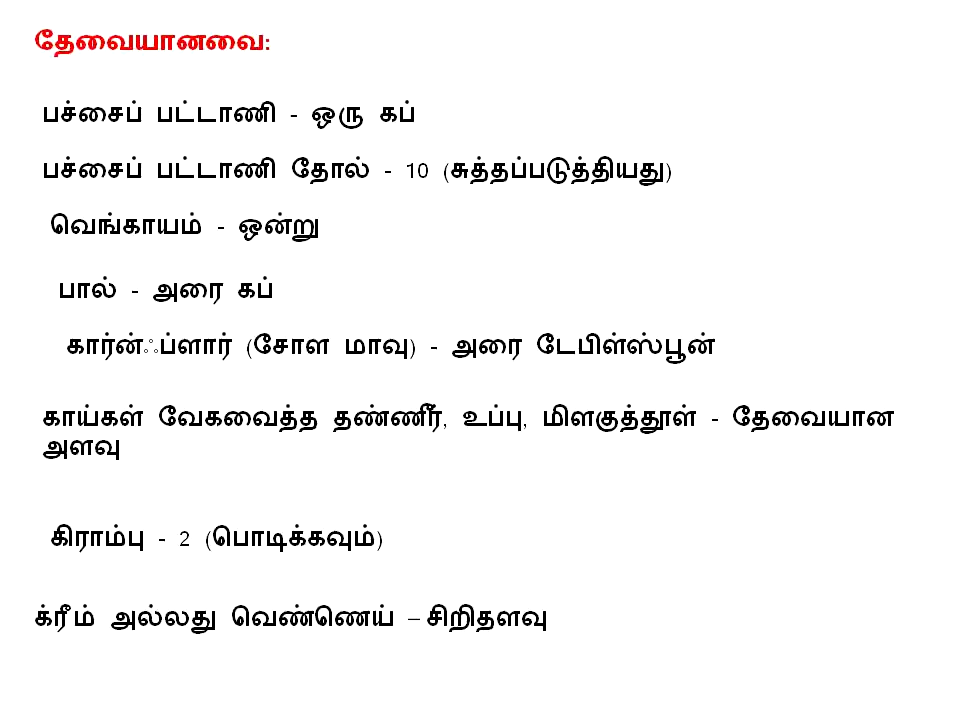 தேவையானவை:
பச்சைப் பட்டாணி - ஒரு கப்
பச்சைப் பட்டாணி தோல் - 10 (சுத்தப்படுத்தியது)
வெங்காயம் - ஒன்று
பால் - அரை கப்
கார்ன்ஃப்ளார் (சோள மாவு) - அரை டேபிள்ஸ்பூன்
காய்கள் வேகவைத்த தண்ணீர், உப்பு, மிளகுத்தூள் - தேவையான
அளவு
கிராம்பு - 2 (பொடிக்கவும்)
க்ரீம் அல்லது வெண்ணெய் – சிறிதளவு